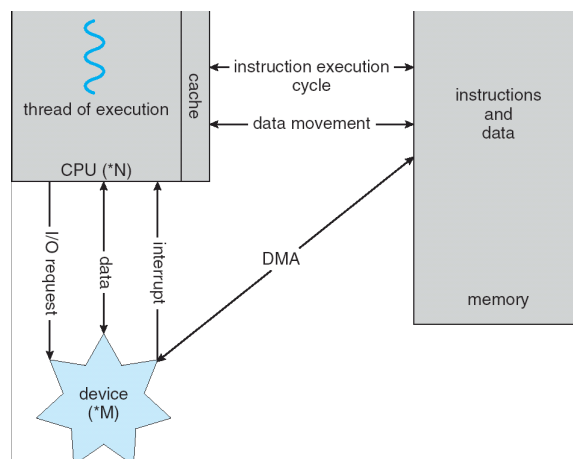 thread of execution
CPU (*N)
cache
instruction execution
cycle
data movement
instructions
and
data
memory
I/O request
data
interrupt
DMA
device
(*M)